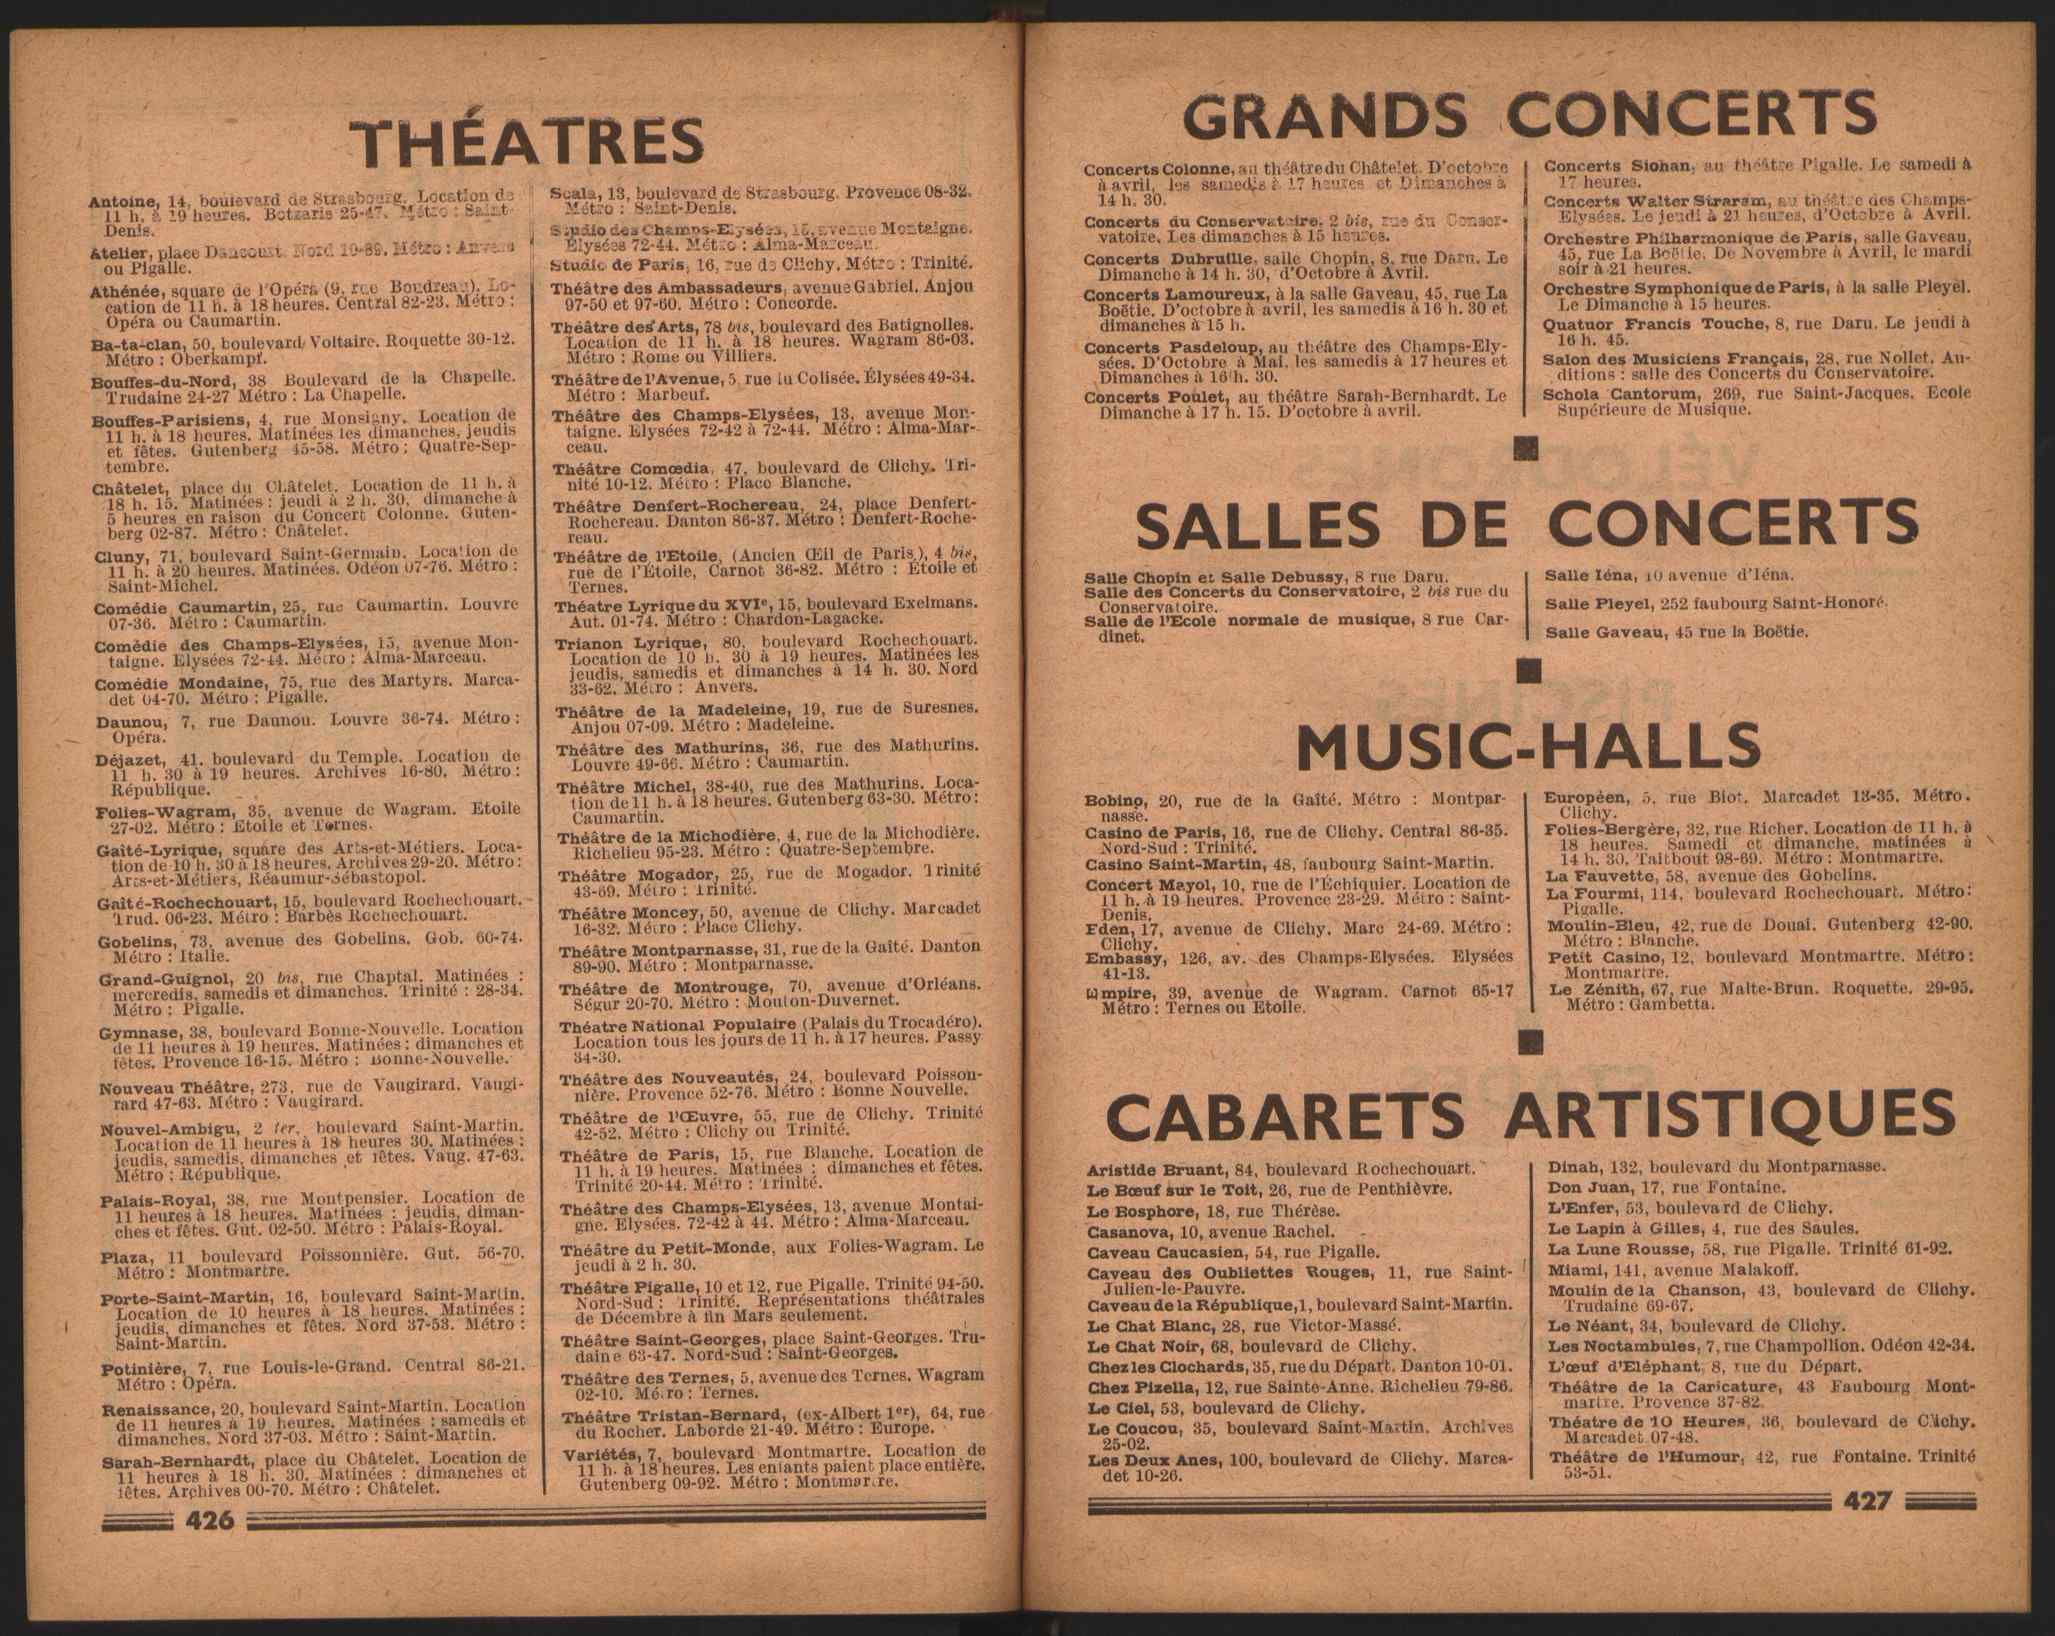 THÉATRES
Antoine, 14, boulevard de Strasbourg. Location de
11 h. à 19 heures. Botzaris 25-47. Métro : Saint-
Denis.
Atelier, place Dancourt. Nord 19-89. Métro : Anvers
ou Pigalle.
Athénée, square de l'Opéra (9, rue Boudreau). Lo-
cation de 11 h. à 18 heures. Central 82-23. Métro :
Opéra ou Caumartin.
Ba-ta-clan, 50, boulevard Voltaire. Roquette 30-12.
Métro : Oberkampf.
Bouffes-du-Nord, 38 Boulevard de la Chapelle.
Trudaine 24-27 Métro : La Chapelle.
Bouffes-Parisiens, 4, rue Monsigny. Location de
11 h. à 18 heures. Matinées les dimanches, jeudis
et fêtes. Gutenberg 45-58. Métro : Quatre-Sep-
tembre.
Châtelet, place du Châtelet. Location de 11 h. à
18 h. 15. Matinées : jeudi à 2 h. 30, dimanche à
5 heures en raison du Concert Colonne. Guten-
berg 02-87. Métro : Châtelet.
Cluny, 71, boulevard Saint-Germain. Location de
11 h. à 20 heures. Matinées. Odéon 07-76. Métro :
Saint-Michel.
Comédie Caumartin, 25, rue Caumartin. Louvre
07-36. Métro : Caumartin.
Comédie des Champs-Elysées, 15, avenue Mon-
taigne. Elysées 72-44. Métro : Alma-Marceau.
Comédie Mondaine, 75, rue des Martyrs. Marca-
det 04-70. Métro : Pigalle.
Daunou, 7, rue Daunou. Louvre 36-74. Métro :
Opéra.
Déjazet, 41, boulevard du Temple. Location de
11 h. 30 à 19 heures. Archives 16-80. Métro :
République.
Folies-Wagram, 35, avenue de Wagram. Etoile
27-02. Métro : Etoile et Ternes.
Gaîté-Lyrique, square des Arts-et-Métiers. Loca-
tion de 10 h. 30 à 18 heures. Archives 29-20. Métro :
Arts-et-Métiers, Réaumur-Sébastopol.
Gaîté-Rochechouart, 15, boulevard Rochechouart.
Trud. 06-23. Métro : Barbès Rochechouart.
Gobelins, 73, avenue des Gobelins. Gob. 60-74.
Métro : Italie.
Grand-Guignol, 20 bis, rue Chaptal. Matinées :
mercredis, samedis et dimanches. Trinité : 28-34.
Métro : Pigalle.
Gymnase, 38, boulevard Bonne-Nouvelle. Location
de 11 heures à 19 heures. Matinées : dimanches et
fêtes. Provence 16-15. Métro : Bonne-Nouvelle.
Nouveau Théâtre, 273, rue de Vaugirard. Vaugi-
rard 47-63. Métro : Vaugirard.
Nouvel-Ambigu, 2 ter, boulevard Saint-Martin.
Location de 11 heures à 18 heures 30. Matinées :
jeudis, samedis, dimanches et fêtes. Vaug. 47-63.
Métro : République.
Palais-Royal, 38, rue Montpensier. Location de
11 heures à 18 heures. Matinées : jeudis, diman-
ches et fêtes. Gut. 02-50. Métro : Palais-Royal.
Plaza, 11 boulevard Poissonnière. Gut. 56-70.
Métro : Montmartre.
Porte-Saint-Martin, 16, boulevard Saint-Martin.
Location de 10 heures à 18 heures. Matinées :
jeudis, dimanches et fêtes. Nord 37-53. Métro :
Saint-Martin.
Potinière, 7, rue Louis-le-Grand. Central 86-21.
Métro : Opéra.
Renaissance, 20, boulevard Saint-Martin. Location
de 11 heures à 19 heures. Matinées : samedis et
dimanches. Nord 37-03. Métro : Saint-Martin.
Sarah-Bernhardt, place du Châtelet. Location de
11 heures à 18 h. 30. Matinées : dimanches et
fêtes. Archives 00-70. Métro : Châtelet.
Scala, 13, boulevard de Strasbourg. Provence 08-32.
Métro : Saint-Denis.
Studio des Champs-Elysées, 15, avenue Montaigne.
Élysées 72-44. Métro : Alma-Marceau.
Studio de Paris, 16, rue de Clichy. Métro : Trinité.
Théâtre des Ambassadeurs, avenue Gabriel. Anjou
97-50 et 97-60. Métro : Concorde.
Théâtre des Arts, 78 bis, boulevard des Batignolles.
Location de 11 h. à 18 heures. Wagram 86-03.
Métro : Rome ou Villiers.
Théâtre de l'Avenue, 5, rue du Colisée. Élysées 49-34.
Métro : Marbeuf.
Théâtre des Champs-Elysées, 13, avenue Mon-
taigne. Elysées 72-42 à 72-44. Métro : Alma-Mar-
ceau.
Théâtre Comœdia, 47, boulevard de Clichy. Tri-
nité 10-12. Métro : Place Blanche.
Théâtre Denfert-Rochereau, 24, place Denfert-
Rochereau. Danton 86-37. Métro : Denfert-Roche-
reau.
Théâtre de l'Etoile, (Ancien Œil de Paris), 4 bis,
rue de l'Étoile, Carnot 36-82. Métro : Etoile et
Ternes.
Théatre Lyrique du XVIe, 15, boulevard Exelmans.
Aut. 01-74. Métro : Chardon-Lagacke.
Trianon Lyrique, 80, boulevard Rochechouart.
Location de 10 h. 30 à 19 heures. Matinées les
jeudis, samedis et dimanches à 14 h. 30. Nord
33-62. Métro : Anvers.
Théâtre de la Madeleine, 19, rue de Suresnes.
Anjou 07-09. Métro : Madeleine.
Théâtre des Mathurins, 36, rue des Mathurins.
Louvre 49-66. Métro : Caumartin.
Théâtre Michel, 38-40, rue des Mathurins. Loca-
tion de 11 h. à 18 heures. Gutenberg 63-30. Métro :
Caumartin.
Théâtre de la Michodière, 4, rue de la Michodière.
Richelieu 95-23. Métro : Quatre-Septembre.
Théâtre Mogador, 25, rue de Mogador. Trinité
43-69. Métro : Trinité.
Théâtre Moncey, 50, avenue de Clichy. Marcadet
16-32. Métro : Place Clichy.
Théâtre Montparnasse, 31, rue de la Gaîté. Danton
89-90. Métro : Montparnasse.
Théâtre de Montrouge, 70, avenue d'Orléans.
Ségur 20-70. Métro : Mouton-Duvernet.
Théatre National Populaire (Palais du Trocadéro).
Location tous les jours de 11 h. à 17 heures. Passy
34-30.
Théâtre des Nouveautés, 24, boulevard Poisson-
nière. Provence 52-76. Métro : Bonne Nouvelle.
Théâtre de l'Œuvre, 55, rue de Clichy. Trinité
42-52. Métro : Clichy ou Trinité.
Théâtre de Paris, 15, rue Blanche. Location de
11 h. à 19 heures. Matinées : dimanches et fêtes.
Trinité 20-44. Métro : Trinité.
Théâtre des Champs-Elysées, 13, avenue Montai-
gne. Elysées. 72-42 à 44. Métro : Alma-Marceau.
Théâtre du Petit-Monde, aux Folies-Wagram. Le
jeudi à 2 h. 30.
Théâtre Pigalle, 10 et 12, rue Pigalle. Trinité 94-50.
Nord-Sud : Trinité. Représentations théâtrales
de Décembre à fin Mars seulement.
Théâtre Saint-Georges, place Saint-Georges. Tru-
daine 63-47. Nord-Sud : Saint-Georges.
Théâtre des Ternes, 5, avenue des Ternes. Wagram
02-10. Métro : Ternes.
Théâtre Tristan-Bernard, (ex-Albert 1er), 64, rue
du Rocher. Laborde 21-49. Métro : Europe.
Variétés, 7, boulevard Montmartre. Location de
11 h. à 18 heures. Les enfants paient place entière.
Gutenberg 09-92. Métro : Montmartre.
426
GRANDS CONCERTS
Concerts Colonne, au théâtre du Châtelet. D'octobre
à avril, les samedis à 17 heures et Dimanches à
14 h. 30.
Concerts du Conservatoire, 2 bis, rue du Conser-
vatoire. Les dimanches à 15 heures.
Concerts Dubruille, salle Chopin, 8, rue Daru. Le
Dimanche à 14 h. 30, d'Octobre à Avril.
Concerts Lamoureux, à la salle Gaveau, 45, rue La
Boëtie. D'octobre à avril, les samedis à 16 h. 30 et
dimanches à 15 h.
Concerts Pasdeloup, au théâtre des Champs-Ely-
sées. D'Octobre à Mai, les samedis à 17 heures et
Dimanches à 16 h. 30.
Concerts Poulet, au théâtre Sarah-Bernhardt. Le
Dimanche à 17 h. 15. D'octobre à avril.
Concerts Siohan, au théâtre Pigalle. Le samedi à
17 heures.
Concerts Walter Straram, au théâtre des Champs-
Elysées. Le jeudi à 21 heures, d'Octobre à Avril.
Orchestre Philharmonique de Paris, salle Gaveau,
45, rue La Boëtie. De Novembre à Avril, le mardi
soir à 21 heures.
Orchestre Symphonique de Paris, à la salle Pleyel.
Le Dimanche à 15 heures.
Quatuor Francis Touche, 8, rue Daru. Le jeudi à
16 h. 45.
Salon des Musiciens Français, 28, rue Nollet. Au-
ditions : salle des Concerts du Conservatoire.
Schola Cantorum, 269, rue Saint-Jacques. Ecole
Supérieure de Musique.
SALLES DE CONCERTS
Salle Chopin et Salle Debussy, 8 rue Daru.
Salle des Concerts du Conservatoire, 2 bis rue du
Conservatoire.
Salle de l'Ecole normale de musique, 8 rue Car-
dinet.
Salle Iéna, 10 avenue d'Iéna.
Salle Pleyel, 252 faubourg Saint-Honoré.
Salle Gaveau, 45 rue la Boëtie.
MUSIC-HALLS
Bobino, 20, rue de la Gaîté. Métro : Montpar-
nasse.
Casino de Paris, 16, rue de Clichy. Central 86-35.
Nord-Sud : Trinité.
Casino Saint-Martin, 48, faubourg Saint-Martin.
Concert Mayol, 10, rue de l'Échiquier. Location de
11 h. à 19 heures. Provence 23-29. Métro : Saint-
Denis.
Eden, 17, avenue de Clichy. Marc 24-69. Métro :
Clichy.
Embassy, 126, av. des Champs-Elysées. Elysées
41-13.
Empire, 39, avenue de Wagram. Carnot 65-17
Métro : Ternes ou Etoile.
Européen, 5, rue Biot. Marcadet 13-35. Métro.
Clichy.
Folies-Bergère, 32, rue Richer. Location de 11 h. à
18 heures. Samedi et dimanche, matinées à
14 h. 30. Taitbout 98-69. Métro : Montmartre.
La Fauvette, 58, avenue des Gobelins.
La Fourmi, 114, boulevard Rochechouart. Métro :
Pigalle.
Moulin-Bleu, 42, rue de Douai. Gutenberg 42-90.
Métro : Blanche.
Petit Casino, 12, boulevard Montmartre. Métro :
Montmartre.
Le Zénith, 67, rue Malte-Brun. Roquette. 29-95.
Métro : Gambetta.
CABARETS ARTISTIQUES
Aristide Bruant, 84, boulevard Rochechouart.
Le Bœuf sur le Toit, 26, rue de Penthièvre.
Le Bosphore, 18, rue Thérèse.
Casanova, 10, avenue Rachel.
Caveau Caucasien, 54, rue Pigalle.
Caveau des Oubliettes Rouges, 11, rue Saint-
Julien-le-Pauvre.
Caveau de la République, 1, boulevard Saint-Martin.
Le Chat Blanc, 28, rue Victor-Massé.
Le Chat Noir, 68, boulevard de Clichy.
Chez les Clochards, 35, rue du Départ. Danton 10-01.
Chez Pizella, 12, rue Sainte-Anne. Richelieu 79-86.
Le Ciel, 53, boulevard de Clichy.
Le Coucou, 35, boulevard Saint-Martin. Archives
25-02.
Les Deux Anes, 100, boulevard de Clichy. Marca-
det 10-26.
Dinah, 132, boulevard du Montparnasse.
Don Juan, 17, rue Fontaine.
L'Enfer, 53, boulevard de Clichy.
Le Lapin à Gilles, 4, rue des Saules.
La Lune Rousse, 58, rue Pigalle. Trinité 61-92.
Miami, 141, avenue Malakoff.
Moulin de la Chanson, 43, boulevard de Clichy.
Trudaine 69-67.
Le Néant, 34, boulevard de Clichy.
Les Noctambules, 7, rue Champollion. Odéon 42-34.
L'œuf d'Eléphant, 8, rue du Départ.
Théâtre de la Caricature, 43 Faubourg Mont-
martre. Provence 37-82.
Théatre de 10 Heures, 36, boulevard de Clichy.
Marcadet 07-48.
Théâtre de l'Humour, 42, rue Fontaine. Trinité
53-51.
427